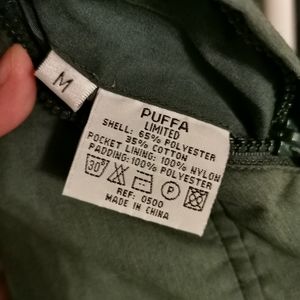 M
PUFFA
LIMITED
SHELL: 65% POLYESTER
35% COTTON
POCKET LINING: 100% NYLON
PADDING: 100% POLYESTER
30°
P
REF: 0500
MADE IN CHINA